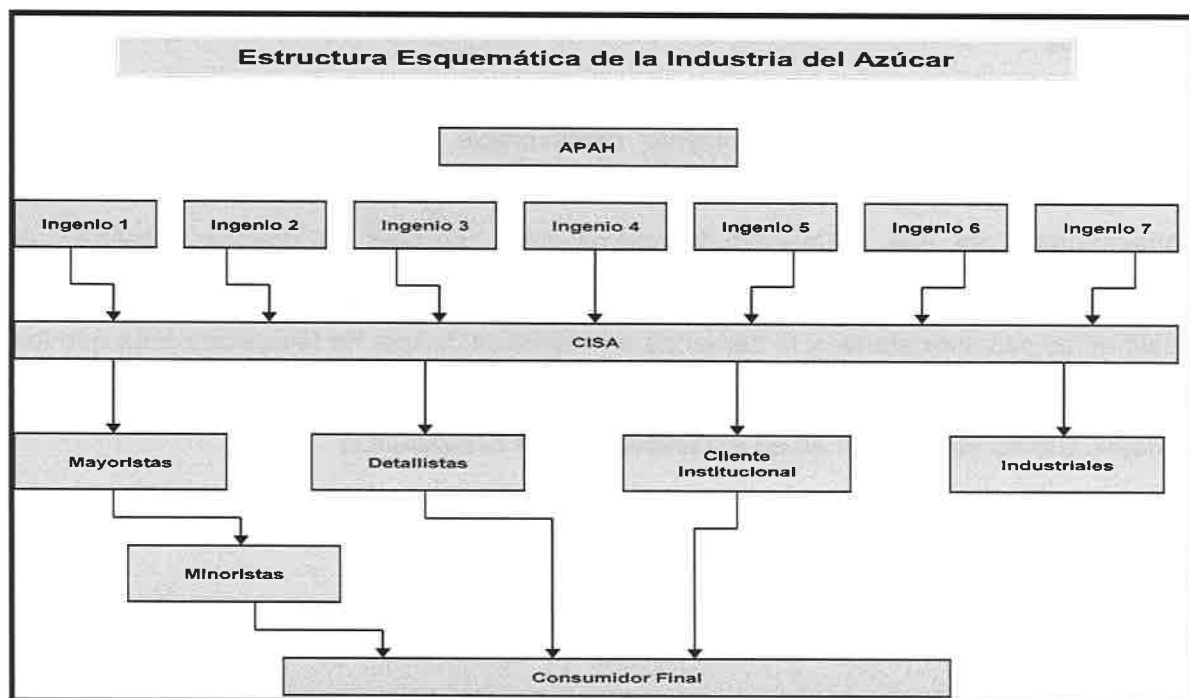 Estructura Esquemática de la Industria del Azúcar
APAH
Ingenio 1
Ingenio 2
Ingenio 3
Ingenio 4
Ingenio 5
Ingenio 6
Ingenio 7
CISA
Mayoristas
Detallistas
Cliente
Institucional
Industriales
Minoristas
Consumidor Final